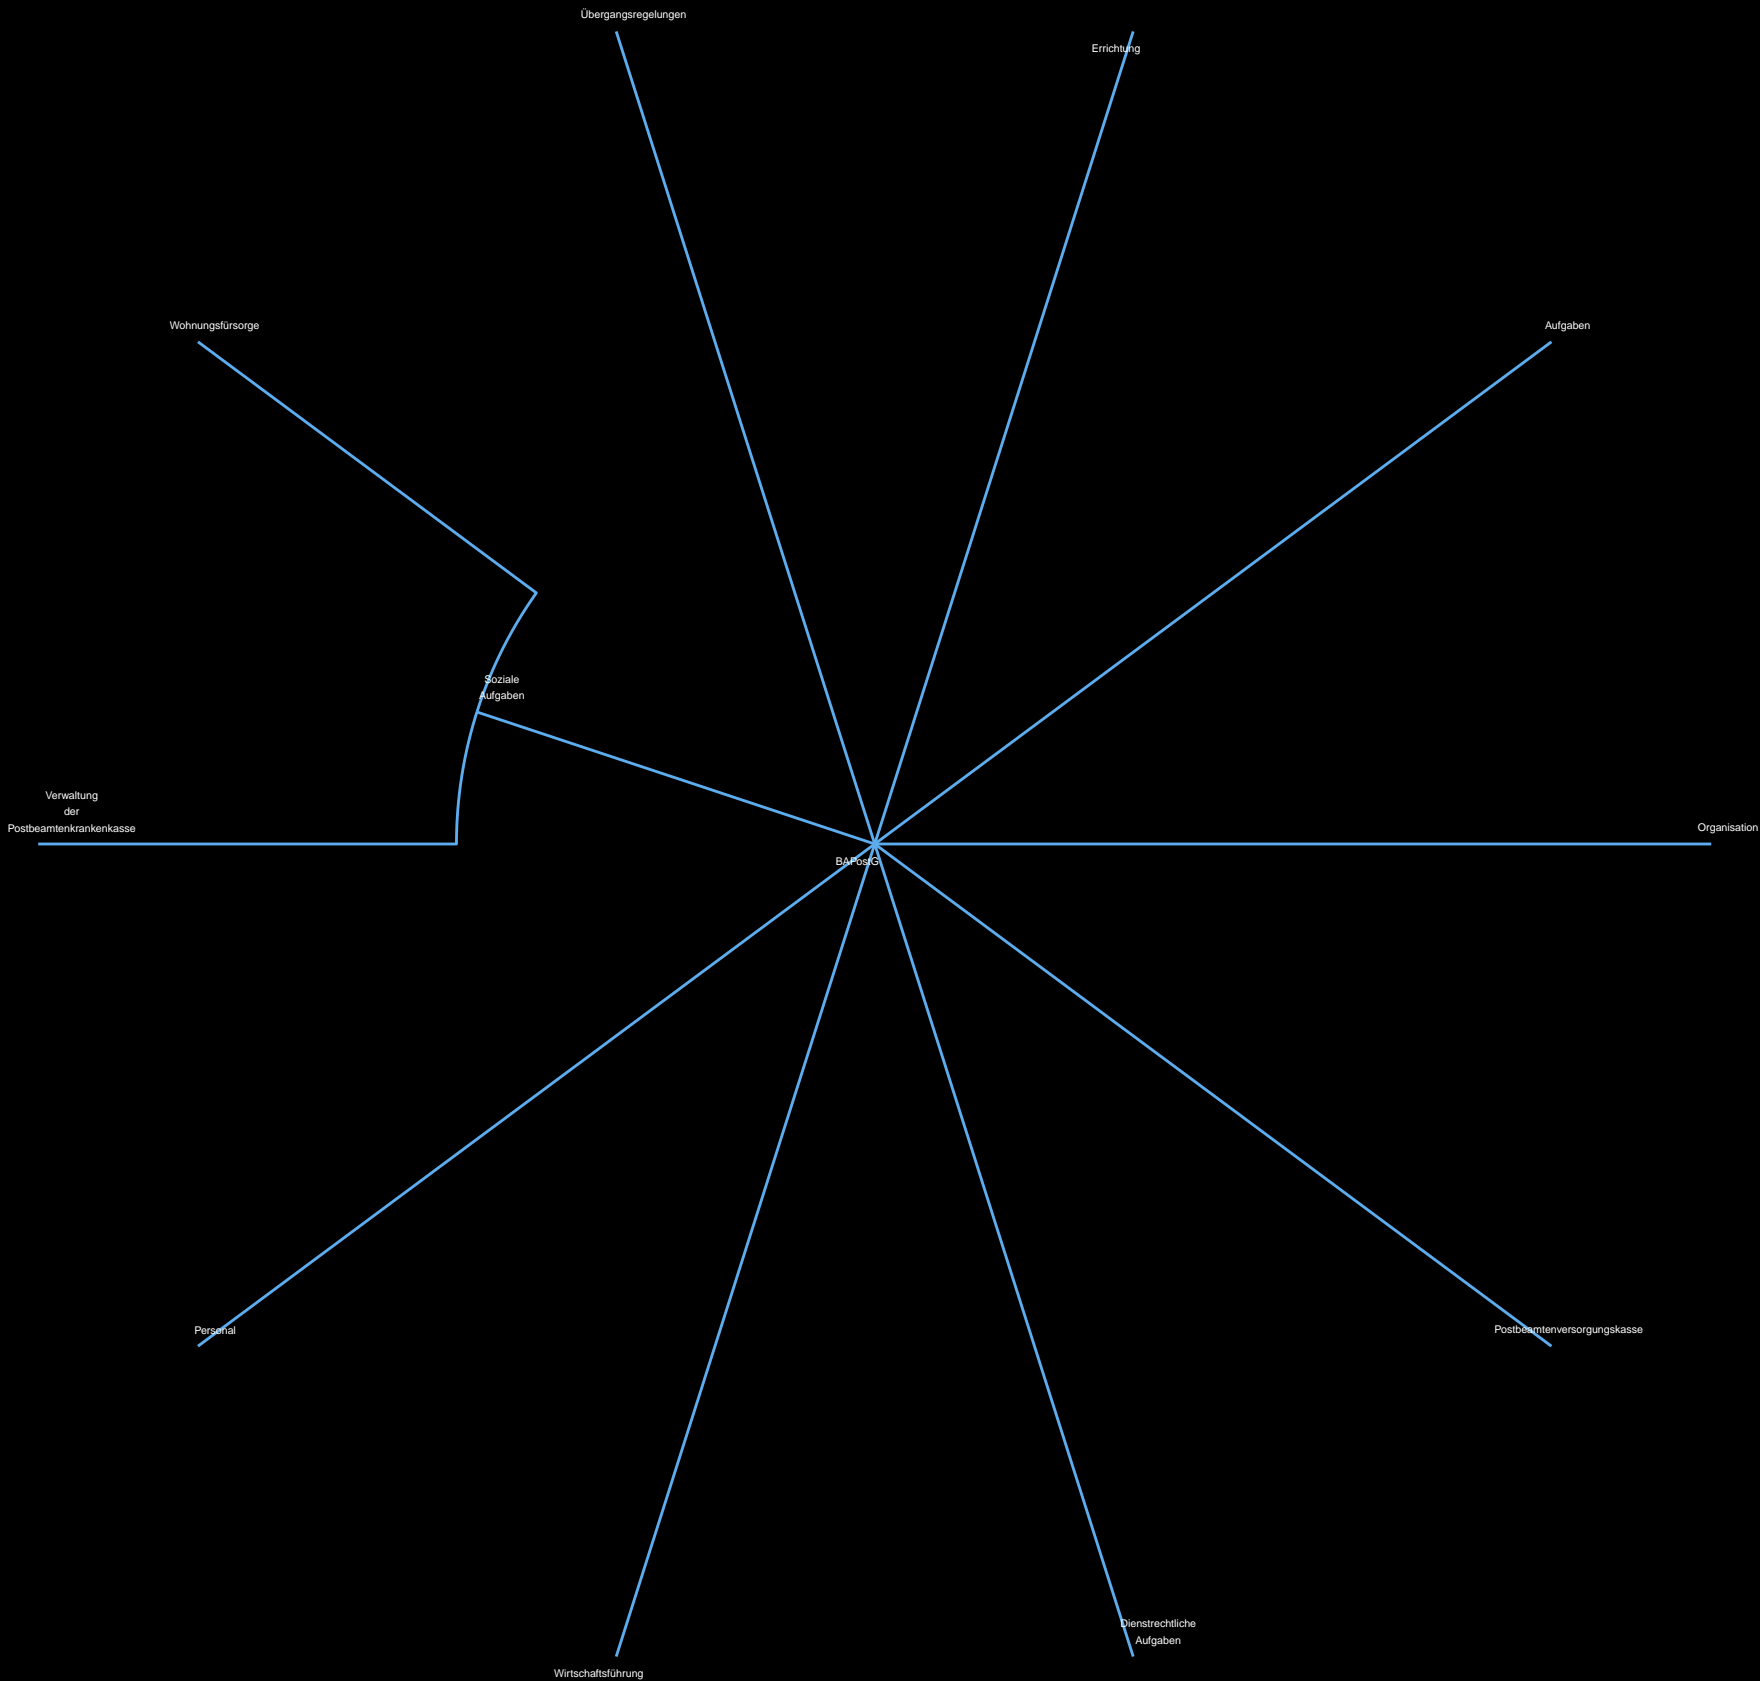 Übergangsregelungen
Errichtung
Wohnungsfürsorge
Aufgaben
Soziale
Aufgaben
Verwaltung
der
Postbeamtenkrankenkasse
Organisation
BAPostG
Personal
Postbeamtenversorgungskasse
Dienstrechtliche
Aufgaben
Wirtschaftsführung